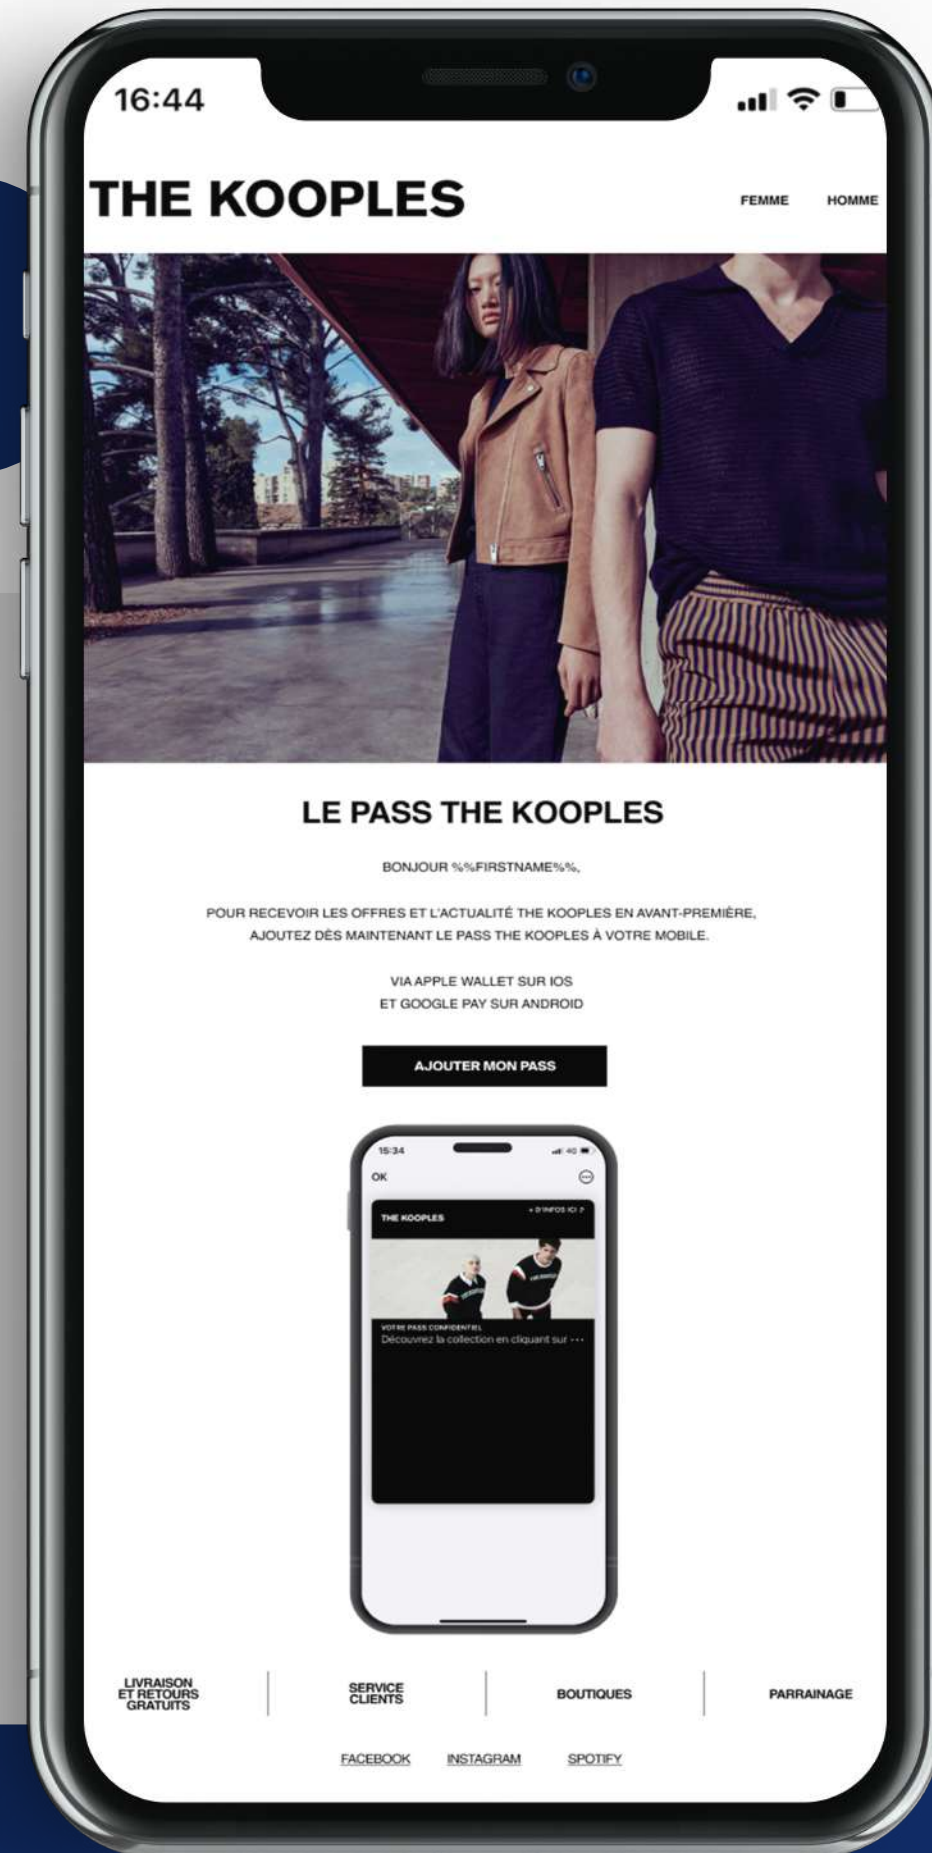 16:44
THE KOOPLES
FEMME HOMME
LE PASS THE KOOPLES
BONJOUR %%FIRSTNAME%%,
POUR RECEVOIR LES OFFRES ET L'ACTUALITÉ THE KOOPLES EN AVANT-PREMIÈRE,
AJOUTEZ DÈS MAINTENANT LE PASS THE KOOPLES À VOTRE MOBILE.
VIA APPLE WALLET SUR IOS
ET GOOGLE PAY SUR ANDROID
AJOUTER MON PASS
15:34 4G
OK
THE KOOPLES
+ D'INFOS ICI
VOTRE PASS CONFIDENTIEL
Découvrez la collection en cliquant sur ···
LIVRAISON
ET RETOURS
GRATUITS
SERVICE
CLIENTS
BOUTIQUES
PARRAINAGE
FACEBOOK INSTAGRAM SPOTIFY